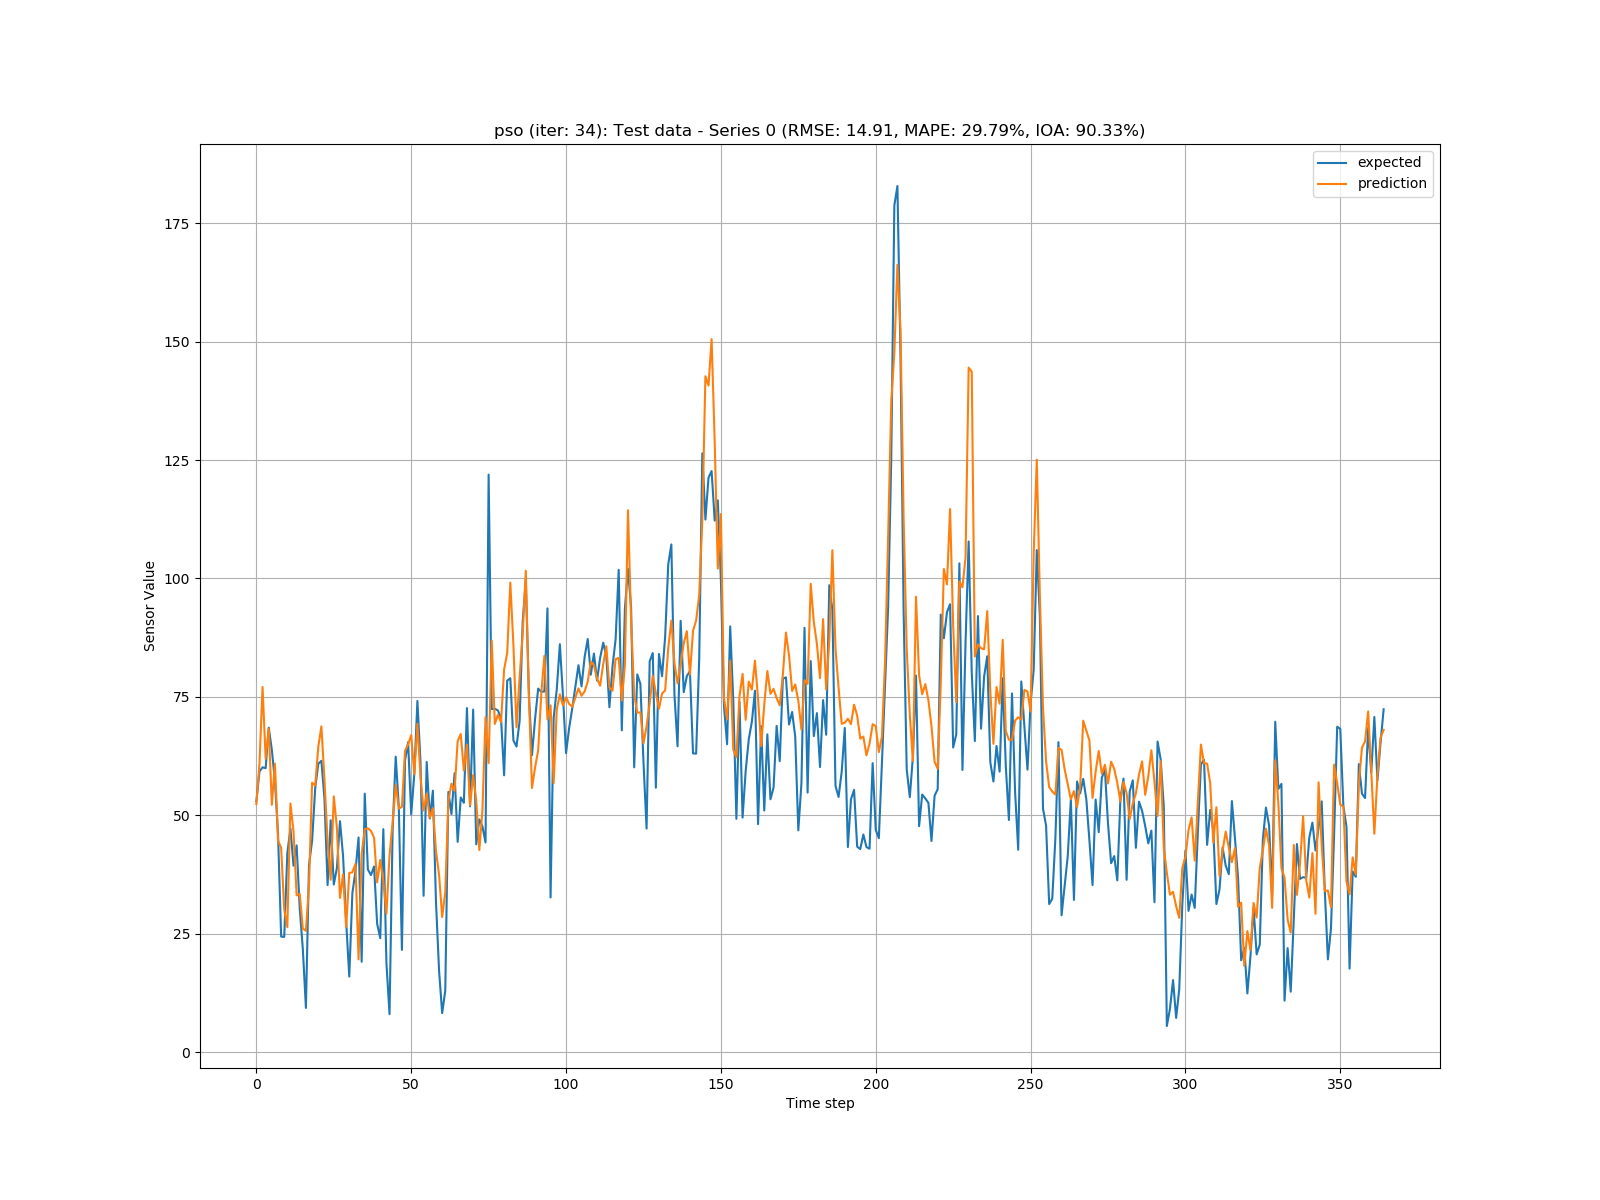 pso (iter: 34): Test data - Series 0 (RMSE: 14.91, MAPE: 29.79%, IOA: 90.33%)
expected
prediction
175
150
125
100
75
50
25
0
Sensor Value
0 50 100 150 200 250 300 350
Time step